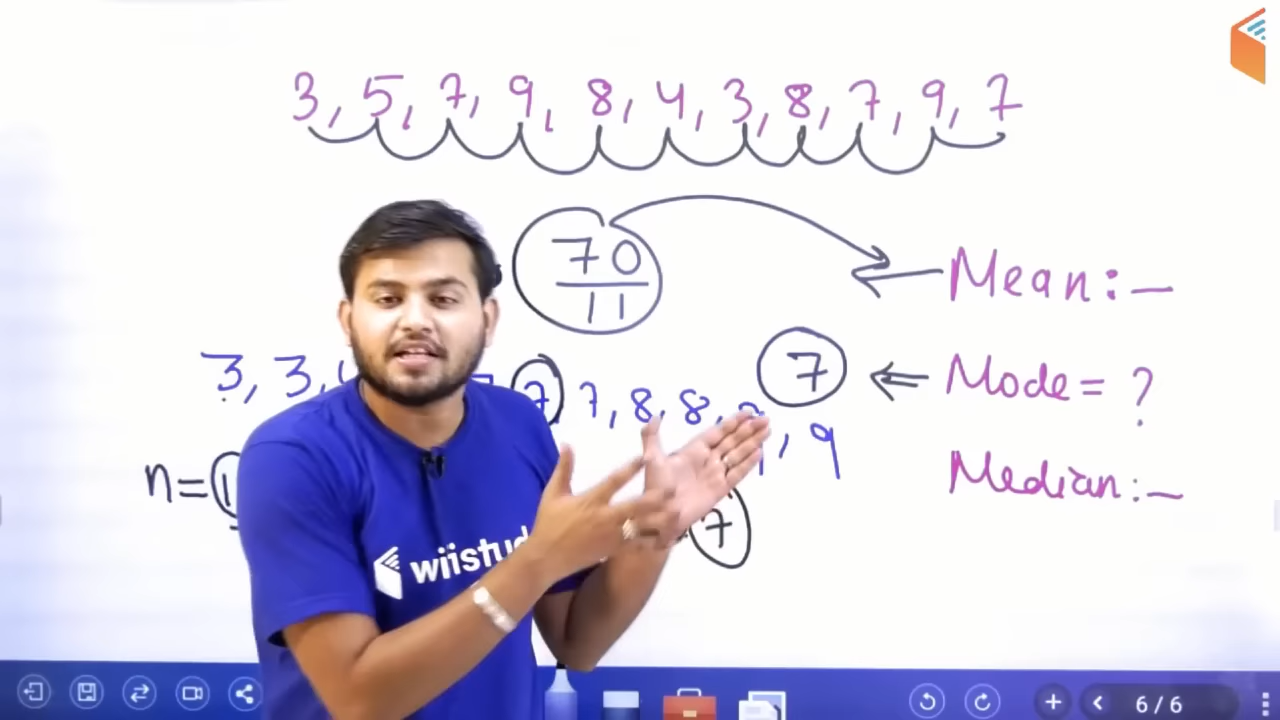 3, 5, 7, 9, 8, 4, 3, 8, 7, 9, 7
70
11
Mean:—
3, 3,
7, 7, 8, 8,
, 9
7
Mode= ?
n=
Median:—
7
wiistud
6 / 6